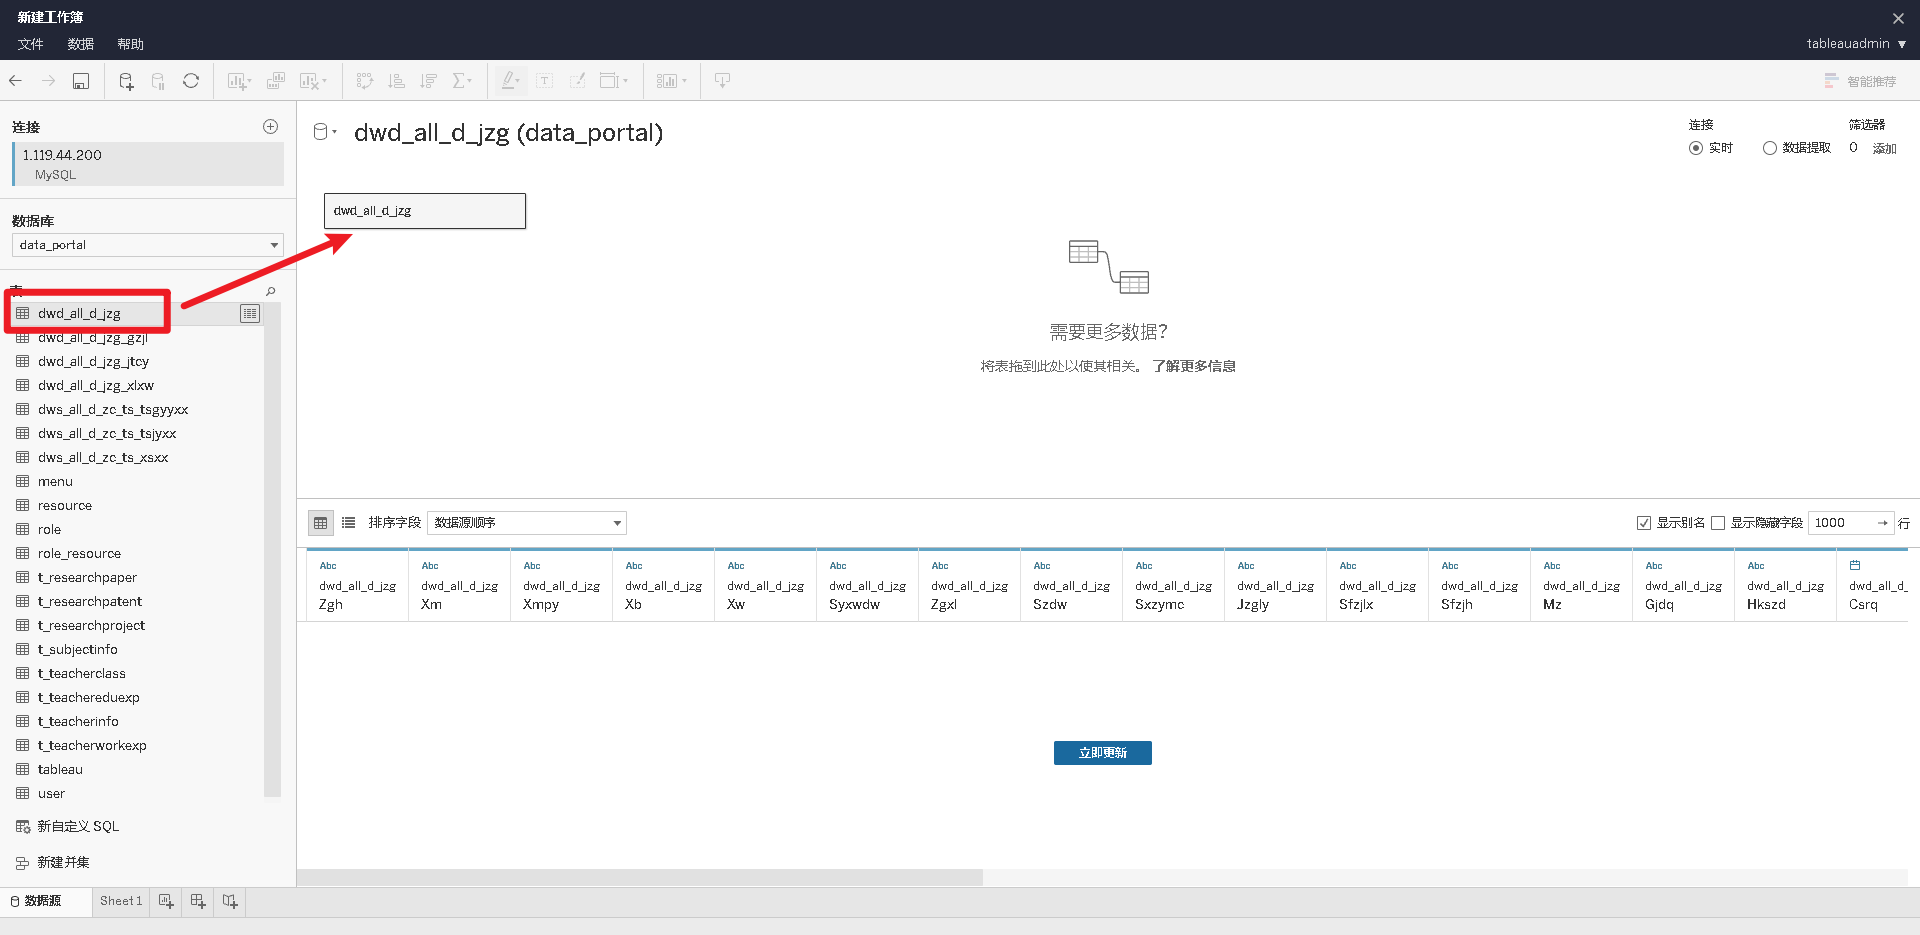 新建工作簿
文件 数据 帮助
tableauadmin
智能推荐
连接
1.119.44.200
MySQL
数据库
data_portal
表
dwd_all_d_jzg
dwd_all_d_jzg_gzjl
dwd_all_d_jzg_jtcy
dwd_all_d_jzg_xlxw
dws_all_d_zc_ts_tsgyyxx
dws_all_d_zc_ts_tsjyxx
dws_all_d_zc_ts_xsxx
menu
resource
role
role_resource
t_researchpaper
t_researchpatent
t_researchproject
t_subjectinfo
t_teacherclass
t_teachereduexp
t_teacherinfo
t_teacherworkexp
tableau
user
新自定义 SQL
新建并集
dwd_all_d_jzg (data_portal)
连接
实时 数据提取
筛选器
0 添加
dwd_all_d_jzg
需要更多数据?
将表拖到此处以使其相关。 了解更多信息
排序字段 数据源顺序
显示别名 显示隐藏字段 1000 行
Abc Abc Abc Abc Abc Abc Abc Abc Abc Abc Abc Abc Abc Abc Abc
dwd_all_d_jzg dwd_all_d_jzg dwd_all_d_jzg dwd_all_d_jzg dwd_all_d_jzg dwd_all_d_jzg dwd_all_d_jzg dwd_all_d_jzg dwd_all_d_jzg dwd_all_d_jzg dwd_all_d_jzg dwd_all_d_jzg dwd_all_d_jzg dwd_all_d_jzg dwd_all_d_jzg dwd_all_d_
Zgh Xm Xmpy Xb Xw Syxwdw Zgxl Szdw Sxzymc Jzgly Sfzjlx Sfzjh Mz Gjdq Hkszd Csrq
立即更新
数据源 Sheet 1